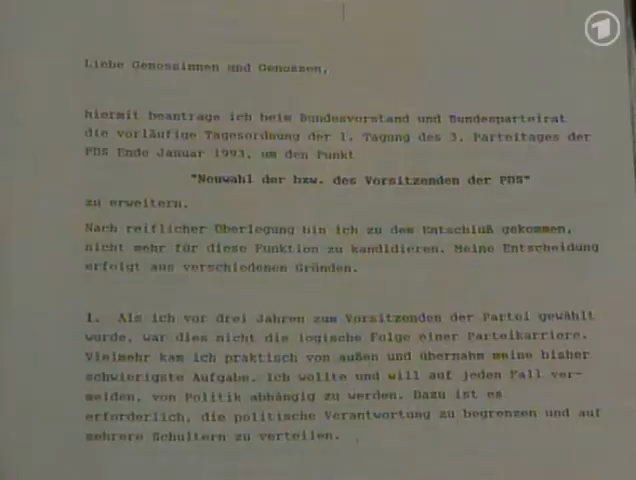 Liebe Genossinnen und Genossen,
hiermit beantrage ich beim Bundesvorstand und Bundesparteirat
die vorläufige Tagesordnung der 1. Tagung des 3. Parteitages der
PDS Ende Januar 1993, um den Punkt
"Neuwahl der bzw. des Vorsitzenden der PDS"
zu erweitern.
Nach reiflicher Überlegung bin ich zu dem Entschluß gekommen,
nicht mehr für diese Funktion zu kandidieren. Meine Entscheidung
erfolgt aus verschiedenen Gründen.
1. Als ich vor drei Jahren zum Vorsitzenden der Partei gewählt
wurde, war dies nicht die logische Folge einer Parteikarriere.
Vielmehr kam ich praktisch von außen und übernahm meine bisher
schwierigste Aufgabe. Ich wollte und will auf jeden Fall ver-
meiden, von Politik abhängig zu werden. Dazu ist es
erforderlich, die politische Verantwortung zu begrenzen und auf
mehrere Schultern zu verteilen.